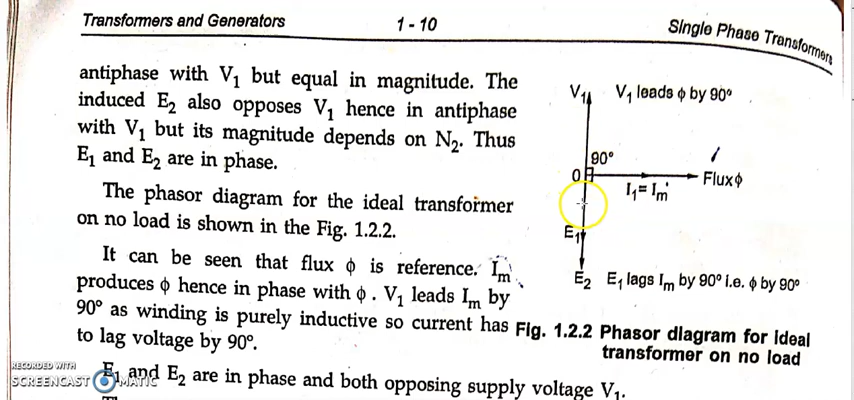 Transformers and Generators 1 - 10 Single Phase Transformers
antiphase with V₁ but equal in magnitude. The
induced E₂ also opposes V₁ hence in antiphase
with V₁ but its magnitude depends on N₂. Thus
E₁ and E₂ are in phase.
The phasor diagram for the ideal transformer
on no load is shown in the Fig. 1.2.2.
It can be seen that flux ϕ is reference. Iₘ
produces ϕ hence in phase with ϕ. V₁ leads Iₘ by
90° as winding is purely inductive so current has
to lag voltage by 90°.
E₁ and E₂ are in phase and both opposing supply voltage V₁.
V₁ V₁ leads ϕ by 90°
90°
0 Flux ϕ
I₁ = Iₘ
E₁
E₂ E₁ lags Iₘ by 90° i.e. ϕ by 90°
Fig. 1.2.2 Phasor diagram for ideal
transformer on no load
RECORDED WITH
SCREENCAST MATIC